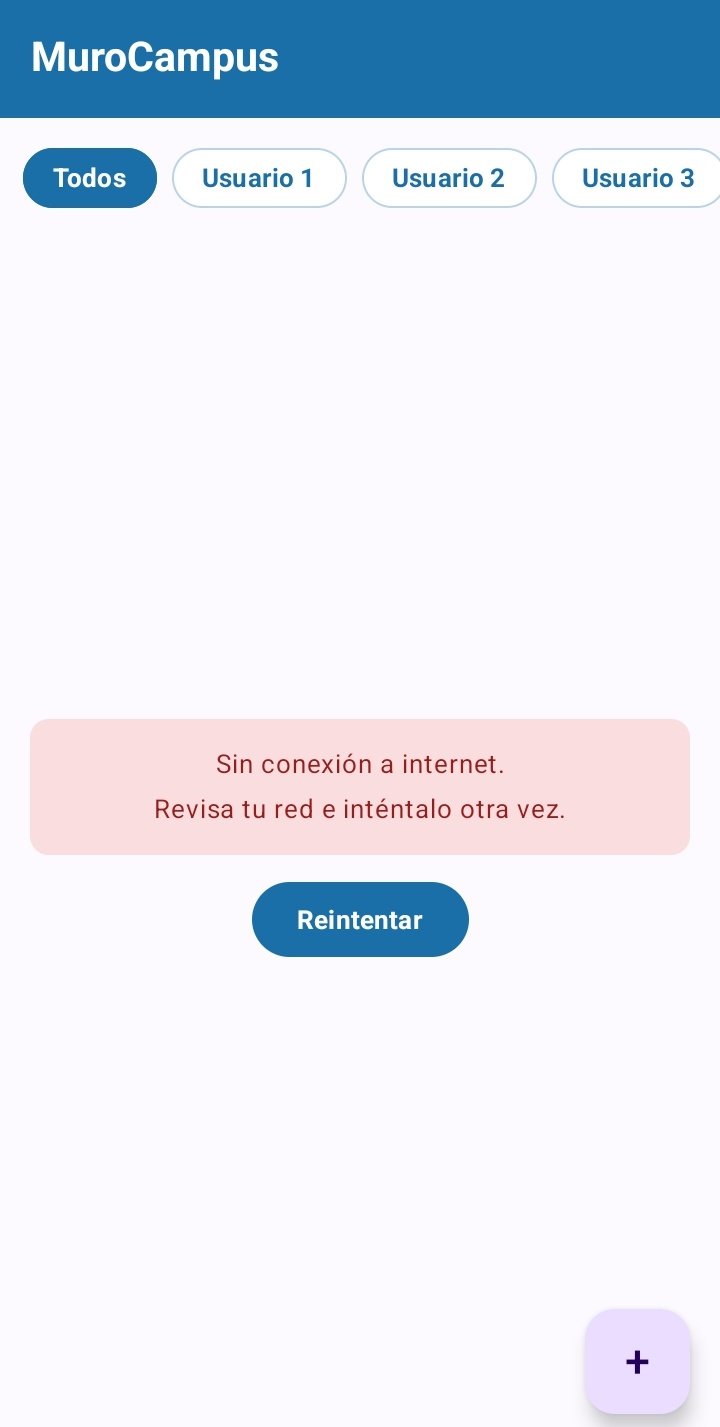 MuroCampus
Todos
Usuario 1
Usuario 2
Usuario 3
Sin conexión a internet.
Revisa tu red e inténtalo otra vez.
Reintentar
+